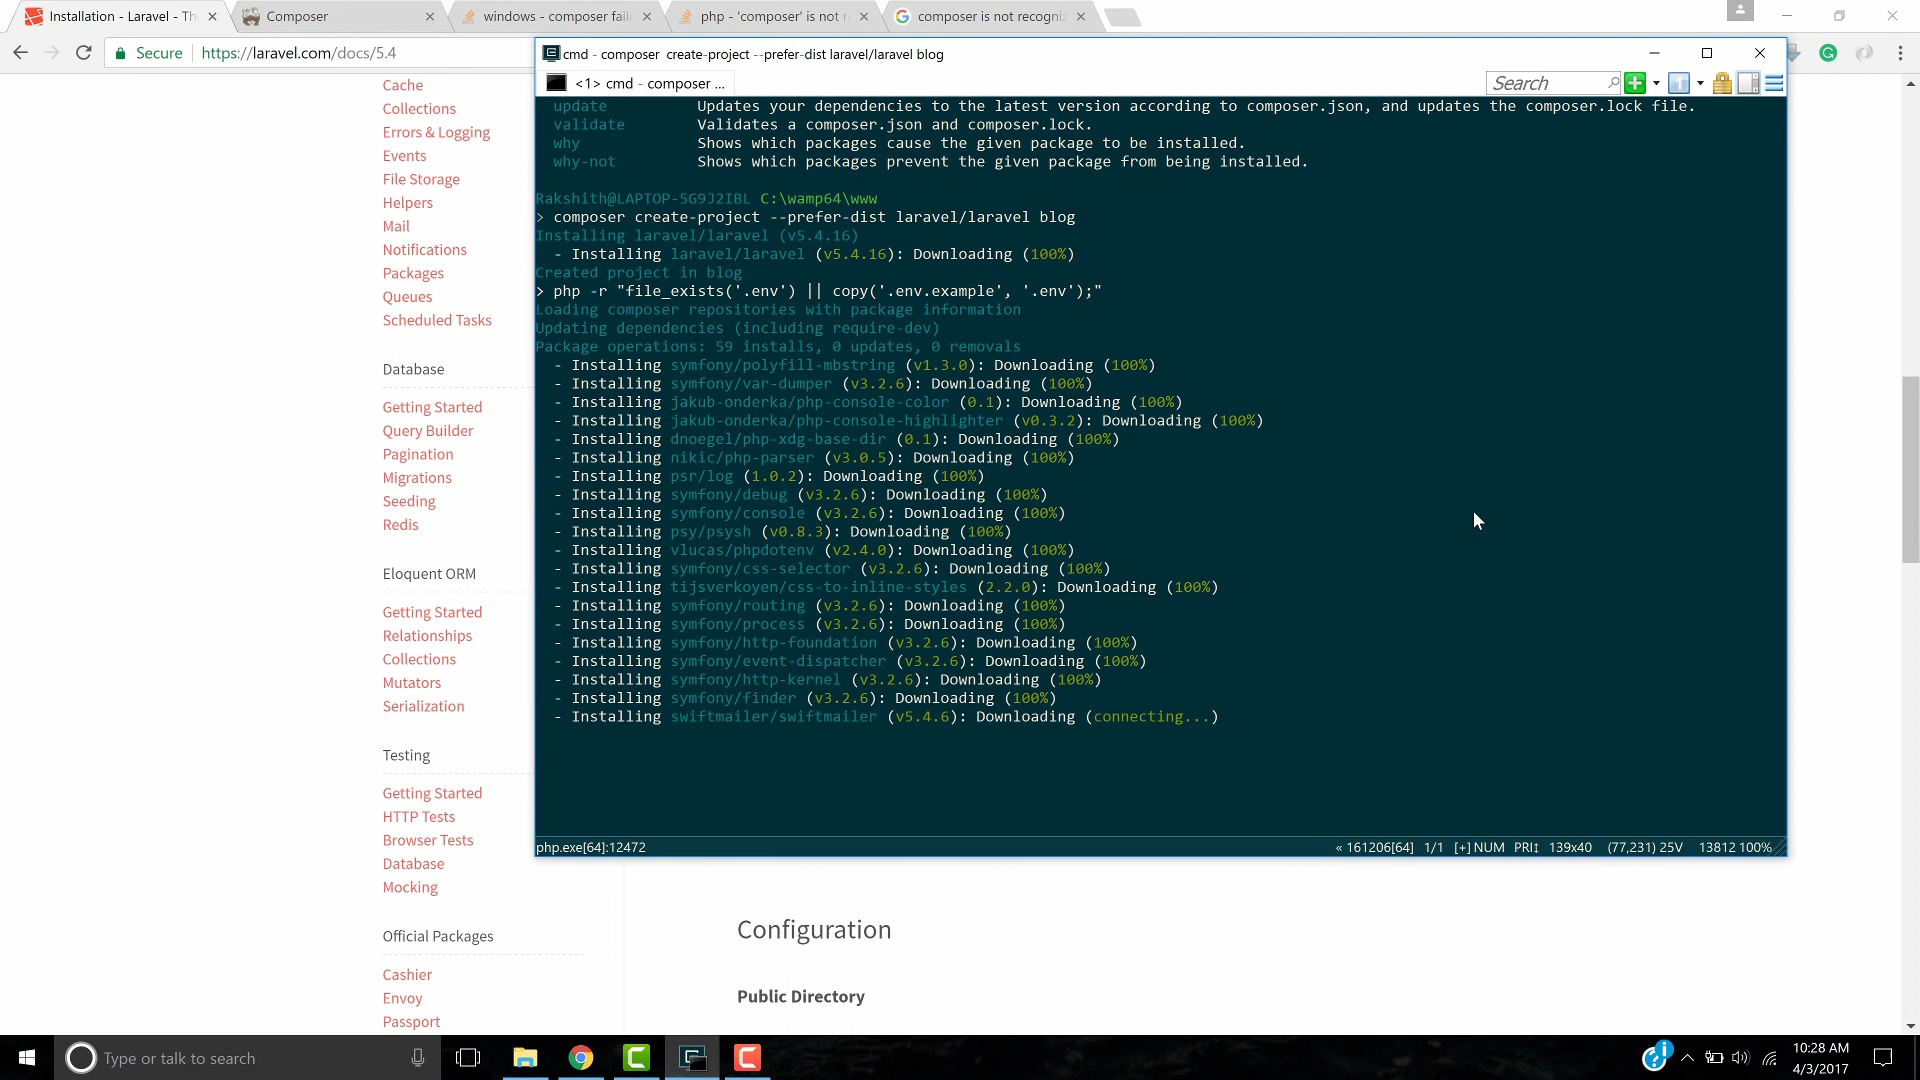 Installation - Laravel - Th
Composer
windows - composer fail
php - 'composer' is not r
composer is not recogniz
Secure
https://laravel.com/docs/5.4
cmd - composer  create-project --prefer-dist laravel/laravel blog
<1> cmd - composer ...
Search
update Updates your dependencies to the latest version according to composer.json, and updates the composer.lock file.
validate Validates a composer.json and composer.lock.
why Shows which packages cause the given package to be installed.
why-not Shows which packages prevent the given package from being installed.
Rakshith@LAPTOP-5G9J2IBL C:\wamp64\www
> composer create-project --prefer-dist laravel/laravel blog
Installing laravel/laravel (v5.4.16)
- Installing laravel/laravel (v5.4.16): Downloading (100%)
Created project in blog
> php -r "file_exists('.env') || copy('.env.example', '.env');"
Loading composer repositories with package information
Updating dependencies (including require-dev)
Package operations: 59 installs, 0 updates, 0 removals
- Installing symfony/polyfill-mbstring (v1.3.0): Downloading (100%)
- Installing symfony/var-dumper (v3.2.6): Downloading (100%)
- Installing jakub-onderka/php-console-color (0.1): Downloading (100%)
- Installing jakub-onderka/php-console-highlighter (v0.3.2): Downloading (100%)
- Installing dnoegel/php-xdg-base-dir (0.1): Downloading (100%)
- Installing nikic/php-parser (v3.0.5): Downloading (100%)
- Installing psr/log (1.0.2): Downloading (100%)
- Installing symfony/debug (v3.2.6): Downloading (100%)
- Installing symfony/console (v3.2.6): Downloading (100%)
- Installing psy/psysh (v0.8.3): Downloading (100%)
- Installing vlucas/phpdotenv (v2.4.0): Downloading (100%)
- Installing symfony/css-selector (v3.2.6): Downloading (100%)
- Installing tijsverkoyen/css-to-inline-styles (2.2.0): Downloading (100%)
- Installing symfony/routing (v3.2.6): Downloading (100%)
- Installing symfony/process (v3.2.6): Downloading (100%)
- Installing symfony/http-foundation (v3.2.6): Downloading (100%)
- Installing symfony/event-dispatcher (v3.2.6): Downloading (100%)
- Installing symfony/http-kernel (v3.2.6): Downloading (100%)
- Installing symfony/finder (v3.2.6): Downloading (100%)
- Installing swiftmailer/swiftmailer (v5.4.6): Downloading (connecting...)
php.exe[64]:12472
« 161206[64] 1/1 [+] NUM PRI↕ 139x40 (77,231) 25V 13812 100%
Cache
Collections
Errors & Logging
Events
File Storage
Helpers
Mail
Notifications
Packages
Queues
Scheduled Tasks
Database
Getting Started
Query Builder
Pagination
Migrations
Seeding
Redis
Eloquent ORM
Getting Started
Relationships
Collections
Mutators
Serialization
Testing
Getting Started
HTTP Tests
Browser Tests
Database
Mocking
Official Packages
Cashier
Envoy
Passport
Configuration
Public Directory
Type or talk to search
10:28 AM
4/3/2017